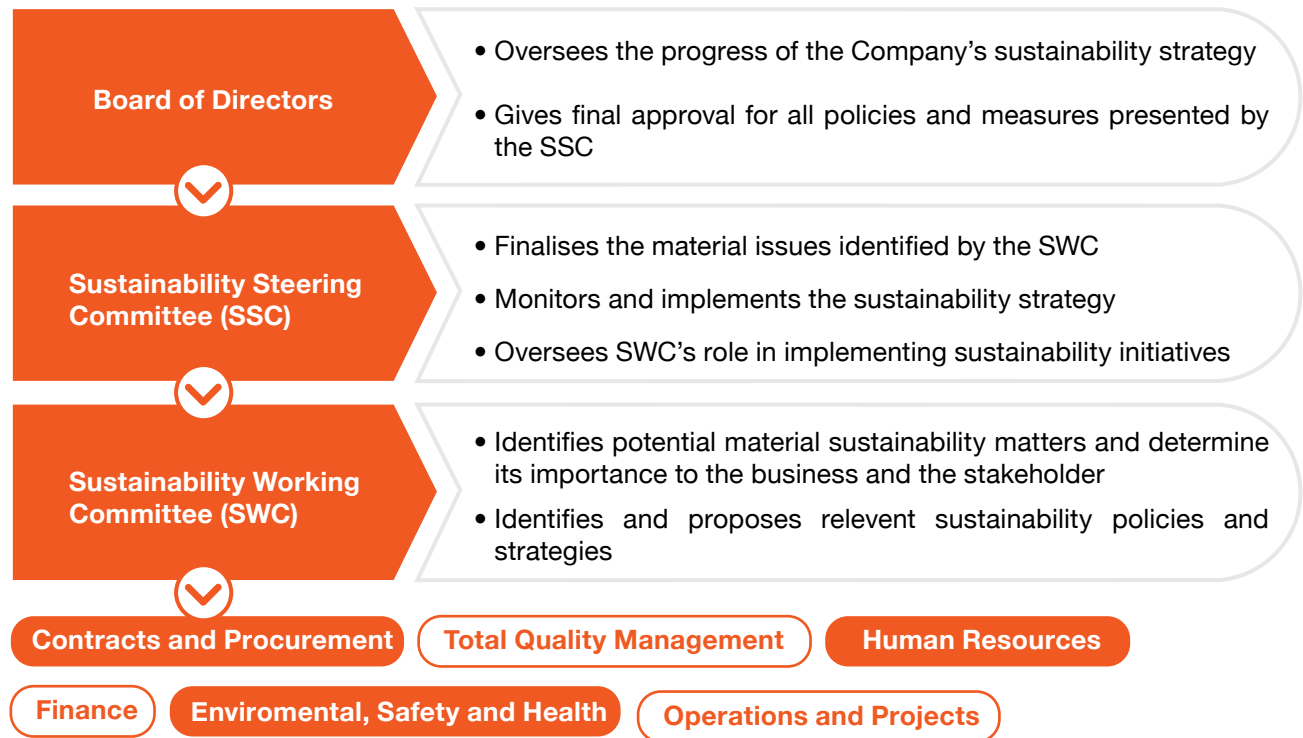 Board of Directors
• Oversees the progress of the Company’s sustainability strategy
• Gives final approval for all policies and measures presented by
the SSC
Sustainability Steering
Committee (SSC)
• Finalises the material issues identified by the SWC
• Monitors and implements the sustainability strategy
• Oversees SWC’s role in implementing sustainability initiatives
Sustainability Working
Committee (SWC)
• Identifies potential material sustainability matters and determine
its importance to the business and the stakeholder
• Identifies and proposes relevent sustainability policies and
strategies
Contracts and Procurement
Total Quality Management
Human Resources
Finance
Enviromental, Safety and Health
Operations and Projects